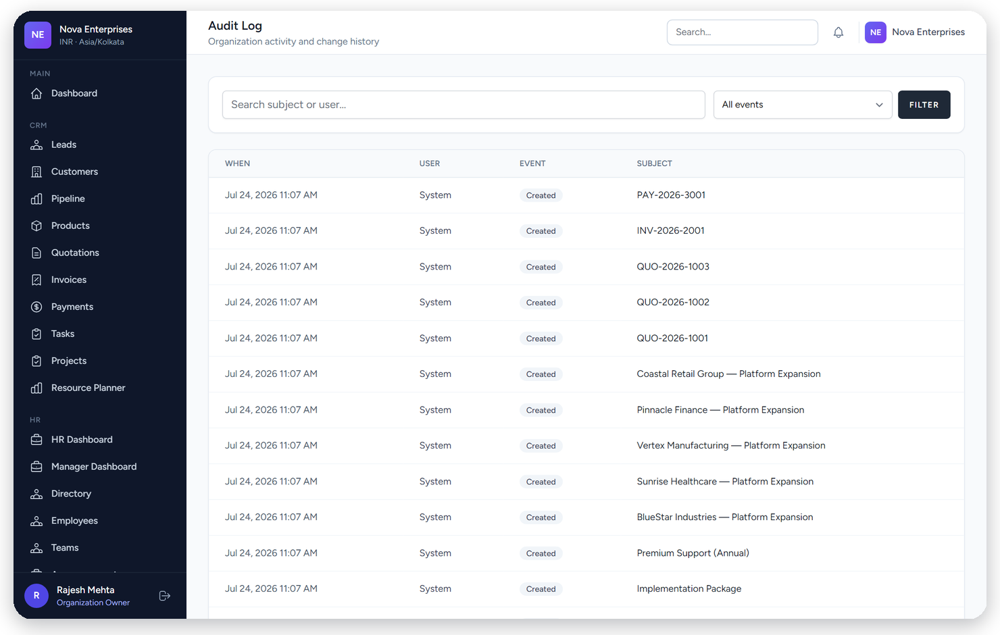 NE
Nova Enterprises
INR · Asia/Kolkata
MAIN
Dashboard
CRM
Leads
Customers
Pipeline
Products
Quotations
Invoices
Payments
Tasks
Projects
Resource Planner
HR
HR Dashboard
Manager Dashboard
Directory
Employees
Teams
R
Rajesh Mehta
Organization Owner
Audit Log
Organization activity and change history
Search...
NE
Nova Enterprises
Search subject or user...
All events
FILTER
WHEN USER EVENT SUBJECT
Jul 24, 2026 11:07 AM System Created PAY-2026-3001
Jul 24, 2026 11:07 AM System Created INV-2026-2001
Jul 24, 2026 11:07 AM System Created QUO-2026-1003
Jul 24, 2026 11:07 AM System Created QUO-2026-1002
Jul 24, 2026 11:07 AM System Created QUO-2026-1001
Jul 24, 2026 11:07 AM System Created Coastal Retail Group — Platform Expansion
Jul 24, 2026 11:07 AM System Created Pinnacle Finance — Platform Expansion
Jul 24, 2026 11:07 AM System Created Vertex Manufacturing — Platform Expansion
Jul 24, 2026 11:07 AM System Created Sunrise Healthcare — Platform Expansion
Jul 24, 2026 11:07 AM System Created BlueStar Industries — Platform Expansion
Jul 24, 2026 11:07 AM System Created Premium Support (Annual)
Jul 24, 2026 11:07 AM System Created Implementation Package